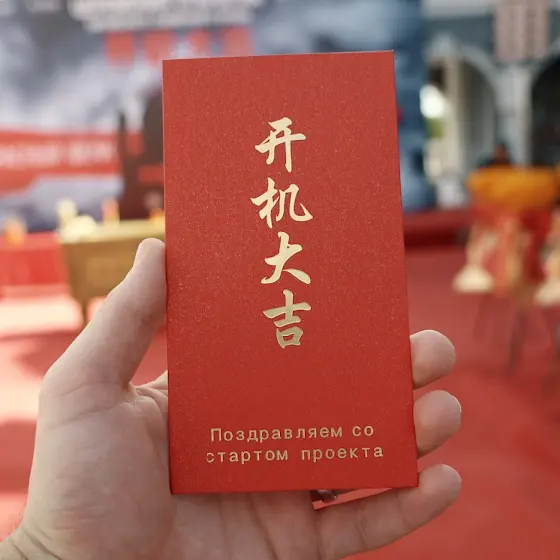 开机大吉
Поздравляем со
стартом проекта